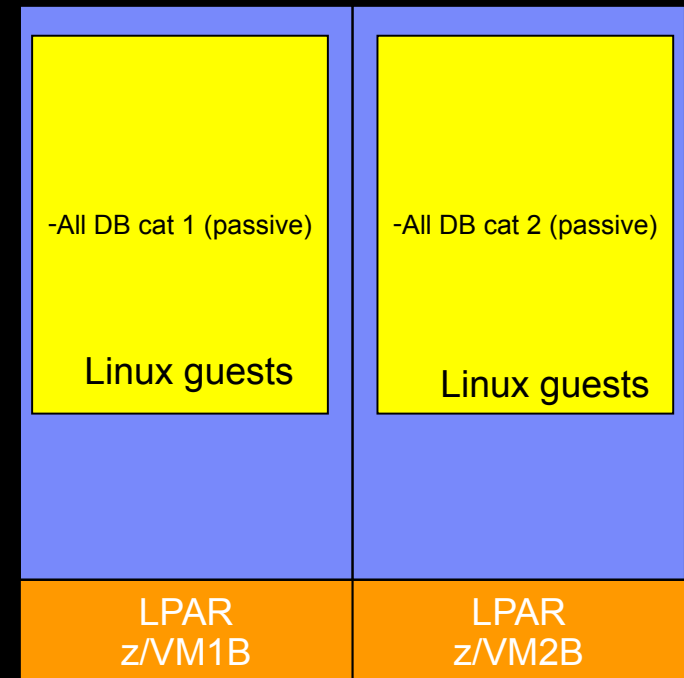 -All DB cat 1 (passive)
Linux guests
-All DB cat 2 (passive)
Linux guests
LPAR
z/VM1B
LPAR
z/VM2B